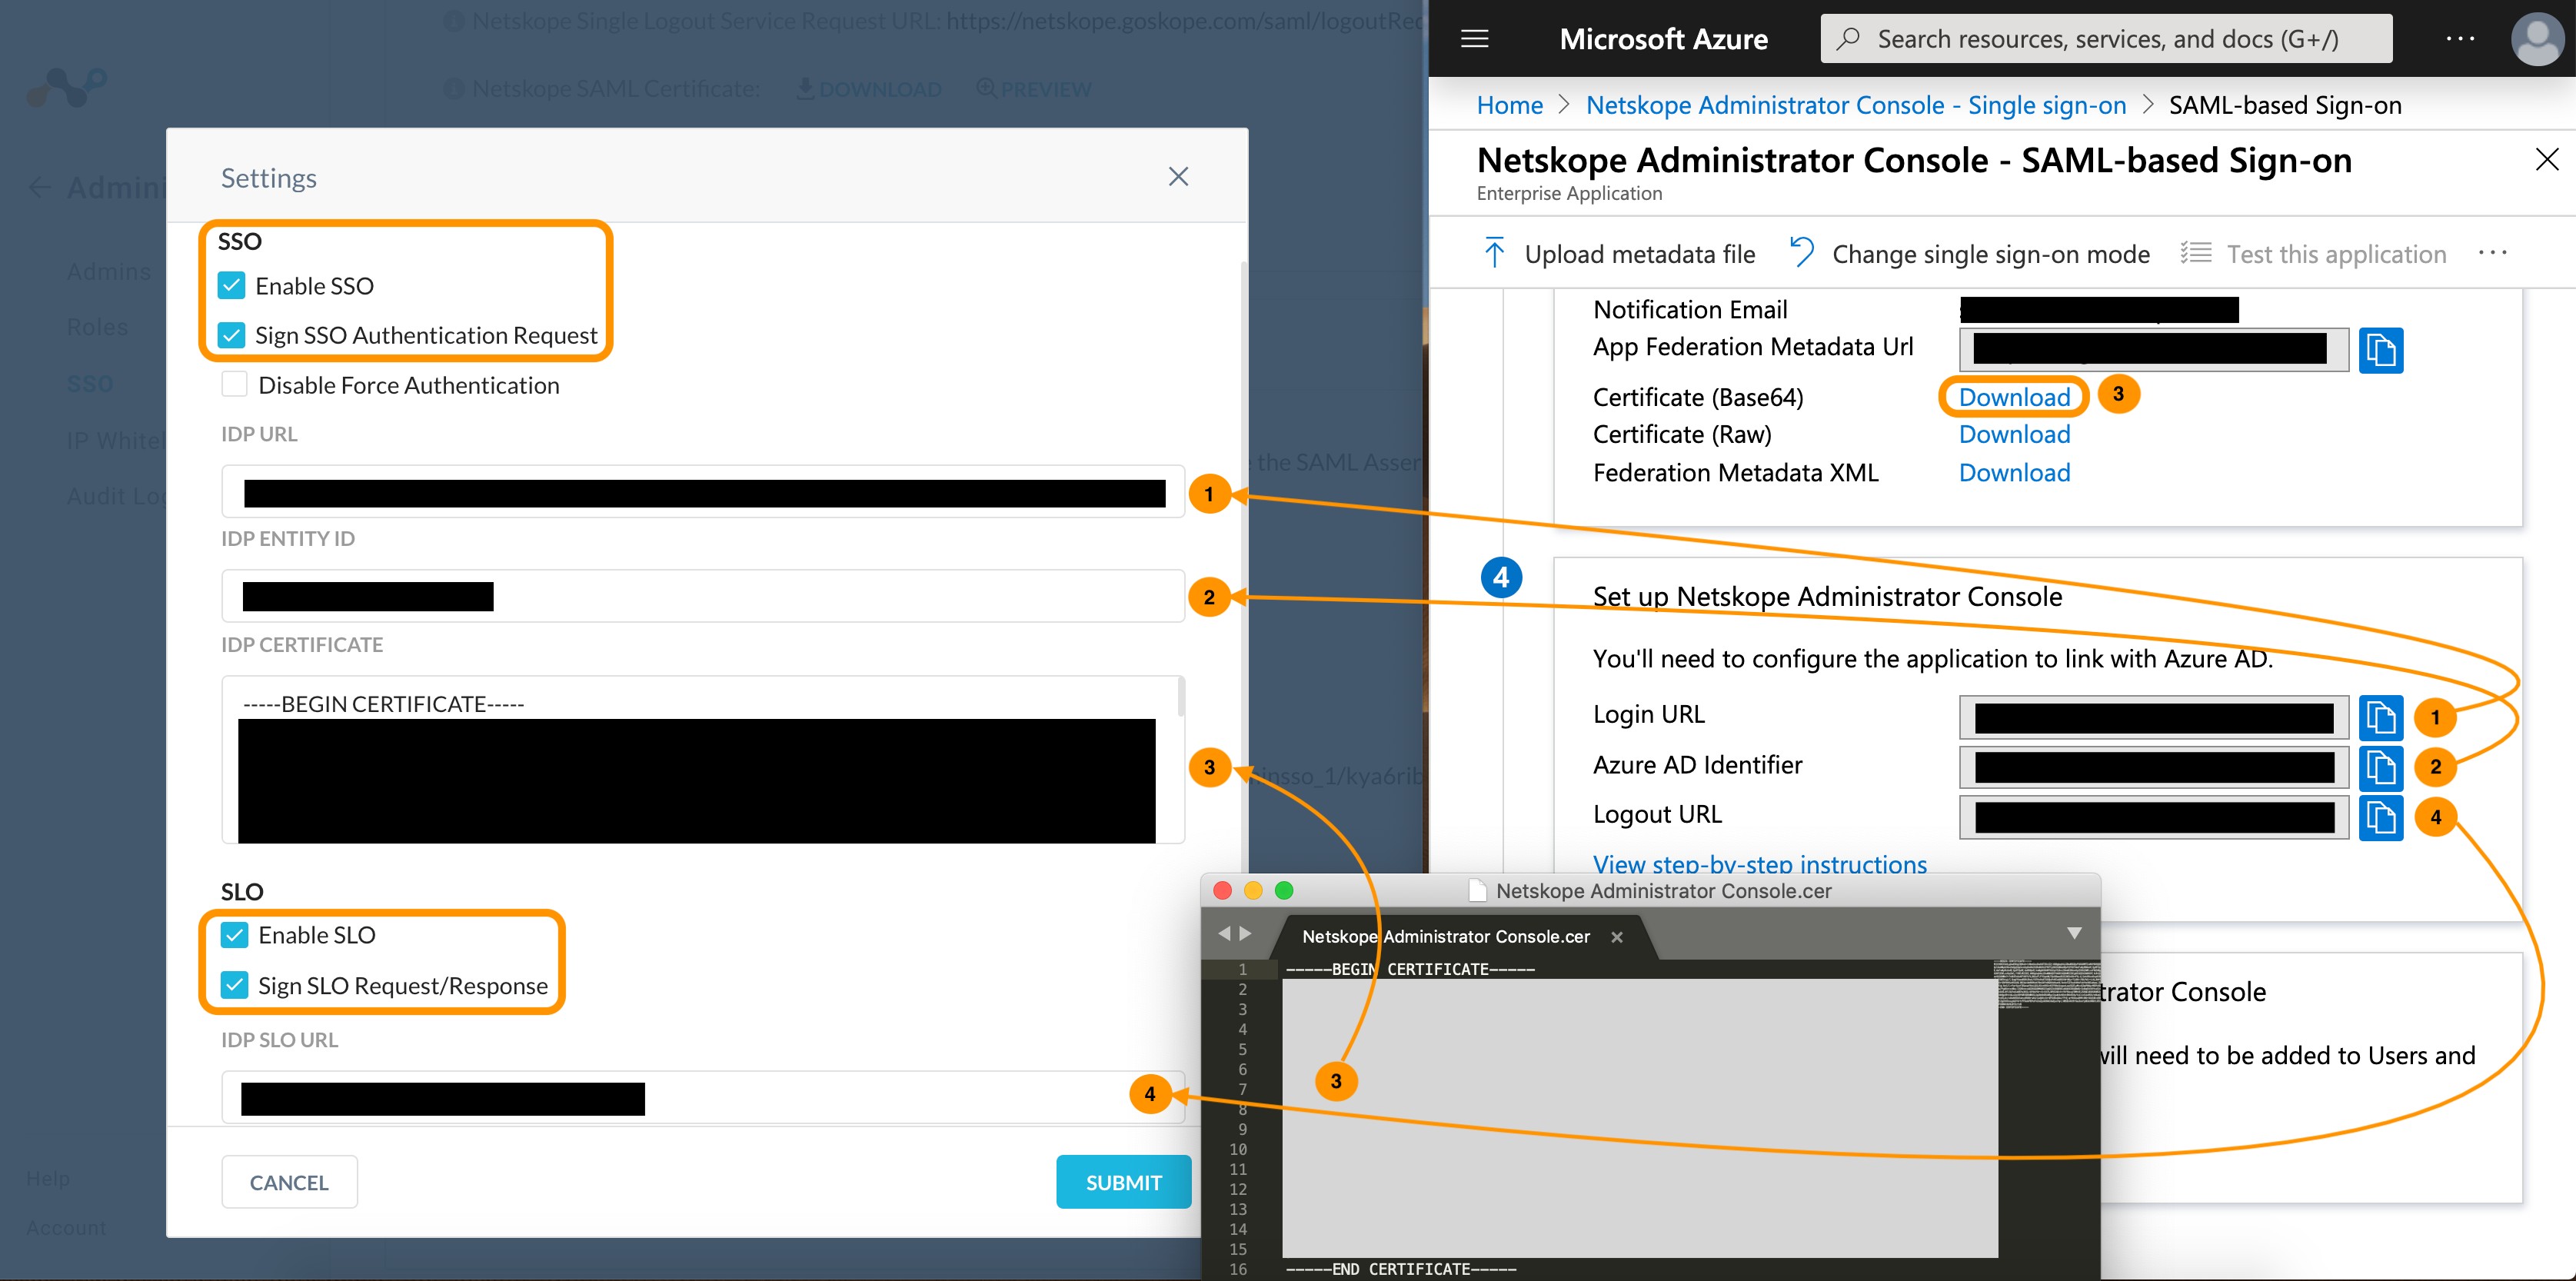 Netskope Single Logout Service Request URL: https://netskope.goskope.com/saml/logoutRec
Netskope SAML Certificate: DOWNLOAD PREVIEW
Admini
Admins
Roles
SSO
IP Whitel
Audit Log
Help
Account
Settings
SSO
Enable SSO
Sign SSO Authentication Request
Disable Force Authentication
IDP URL
1
IDP ENTITY ID
2
IDP CERTIFICATE
-----BEGIN CERTIFICATE-----
3
SLO
Enable SLO
Sign SLO Request/Response
IDP SLO URL
4
CANCEL
SUBMIT
the SAML Asser
insso_1/kya6rib
Microsoft Azure
Search resources, services, and docs (G+/)
Home > Netskope Administrator Console - Single sign-on > SAML-based Sign-on
Netskope Administrator Console - SAML-based Sign-on
Enterprise Application
Upload metadata file Change single sign-on mode Test this application
Notification Email
App Federation Metadata Url
Certificate (Base64) Download 3
Certificate (Raw) Download
Federation Metadata XML Download
4
Set up Netskope Administrator Console
You'll need to configure the application to link with Azure AD.
Login URL 1
Azure AD Identifier 2
Logout URL 4
View step-by-step instructions
trator Console
will need to be added to Users and
Netskope Administrator Console.cer
Netskope Administrator Console.cer
1 -----BEGIN CERTIFICATE-----
2
3
4
5
6
7
8
9
10
11
12
13
14
15
16 -----END CERTIFICATE-----
3